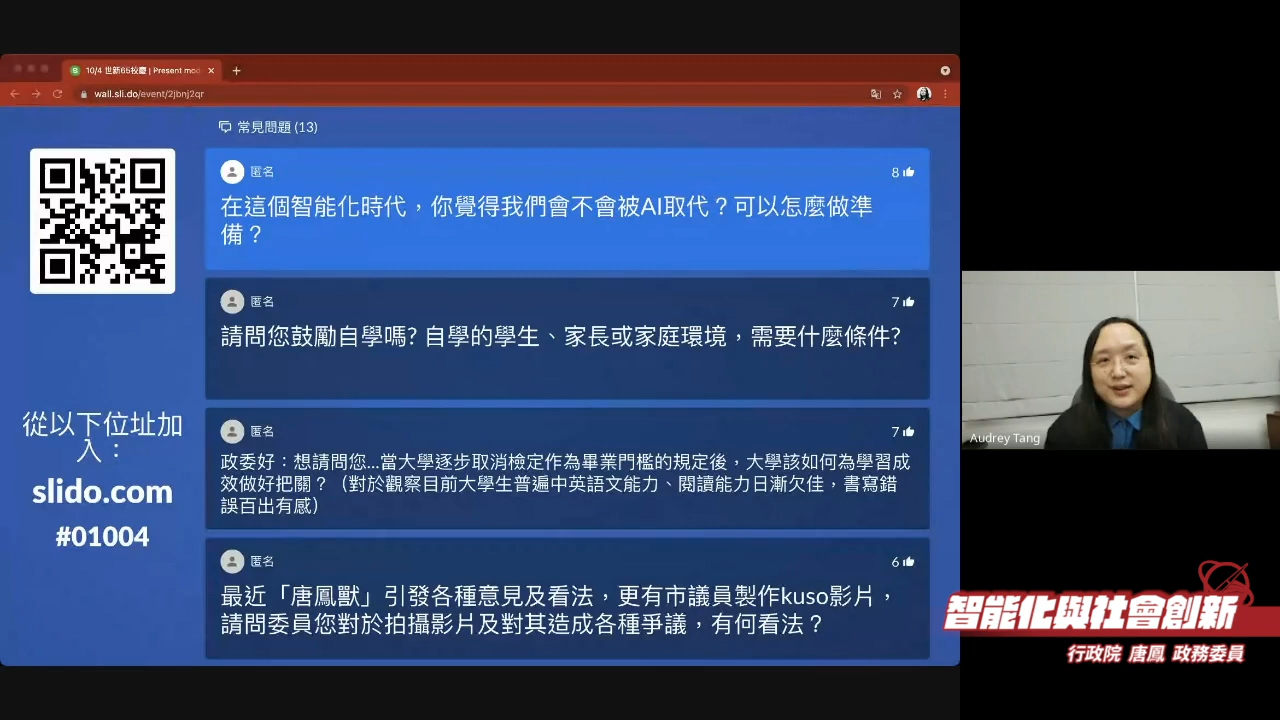 10/4 世新65校慶 | Present mod
wall.sli.do/event/2jbnj2qr
常見問題 (13)
匿名
8
在這個智能化時代，你覺得我們會不會被AI取代？可以怎麼做準
備？
匿名
7
請問您鼓勵自學嗎? 自學的學生、家長或家庭環境，需要什麼條件?
匿名
7
政委好：想請問您...當大學逐步取消檢定作為畢業門檻的規定後，大學該如何為學習成
效做好把關？（對於觀察目前大學生普遍中英語文能力、閱讀能力日漸欠佳，書寫錯
誤百出有感）
匿名
6
最近「唐鳳獸」引發各種意見及看法，更有市議員製作kuso影片，
請問委員您對於拍攝影片及對其造成各種爭議，有何看法？
從以下位址加
入：
slido.com
#01004
Audrey Tang
智能化與社會創新
行政院 唐鳳 政務委員